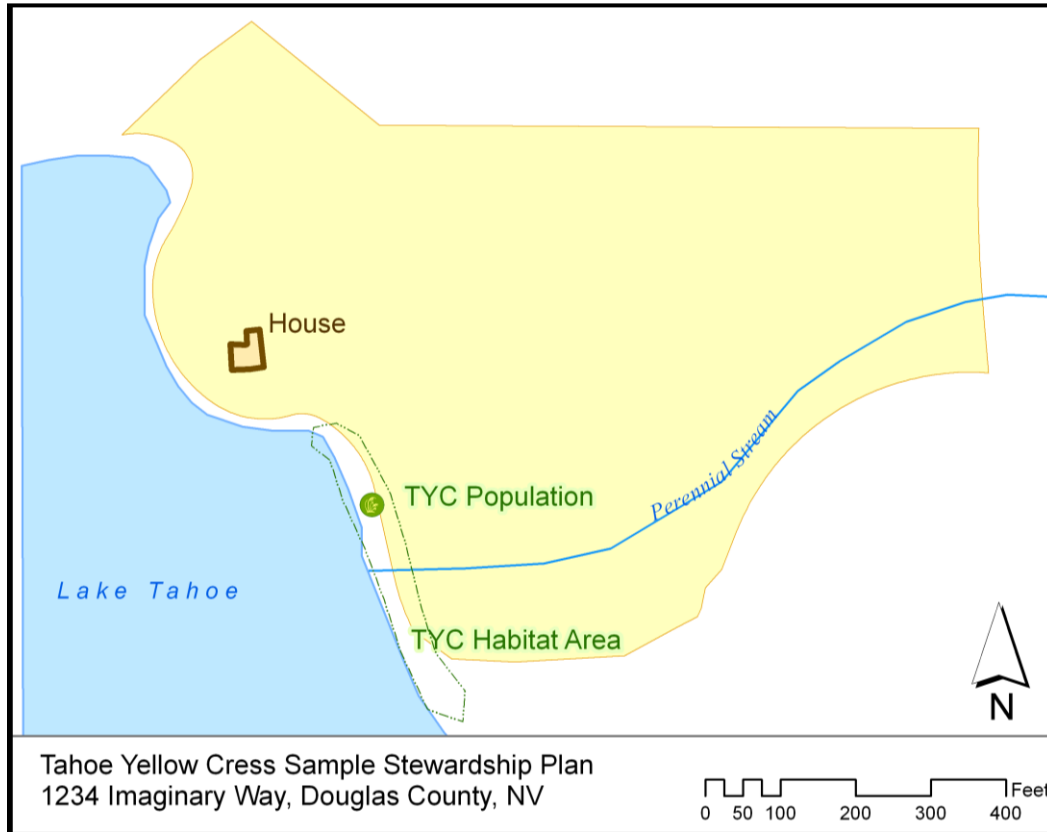 House
TYC Population
Perennial Stream
Lake Tahoe
TYC Habitat Area
N
Tahoe Yellow Cress Sample Stewardship Plan
1234 Imaginary Way, Douglas County, NV
Feet
0 50 100 200 300 400